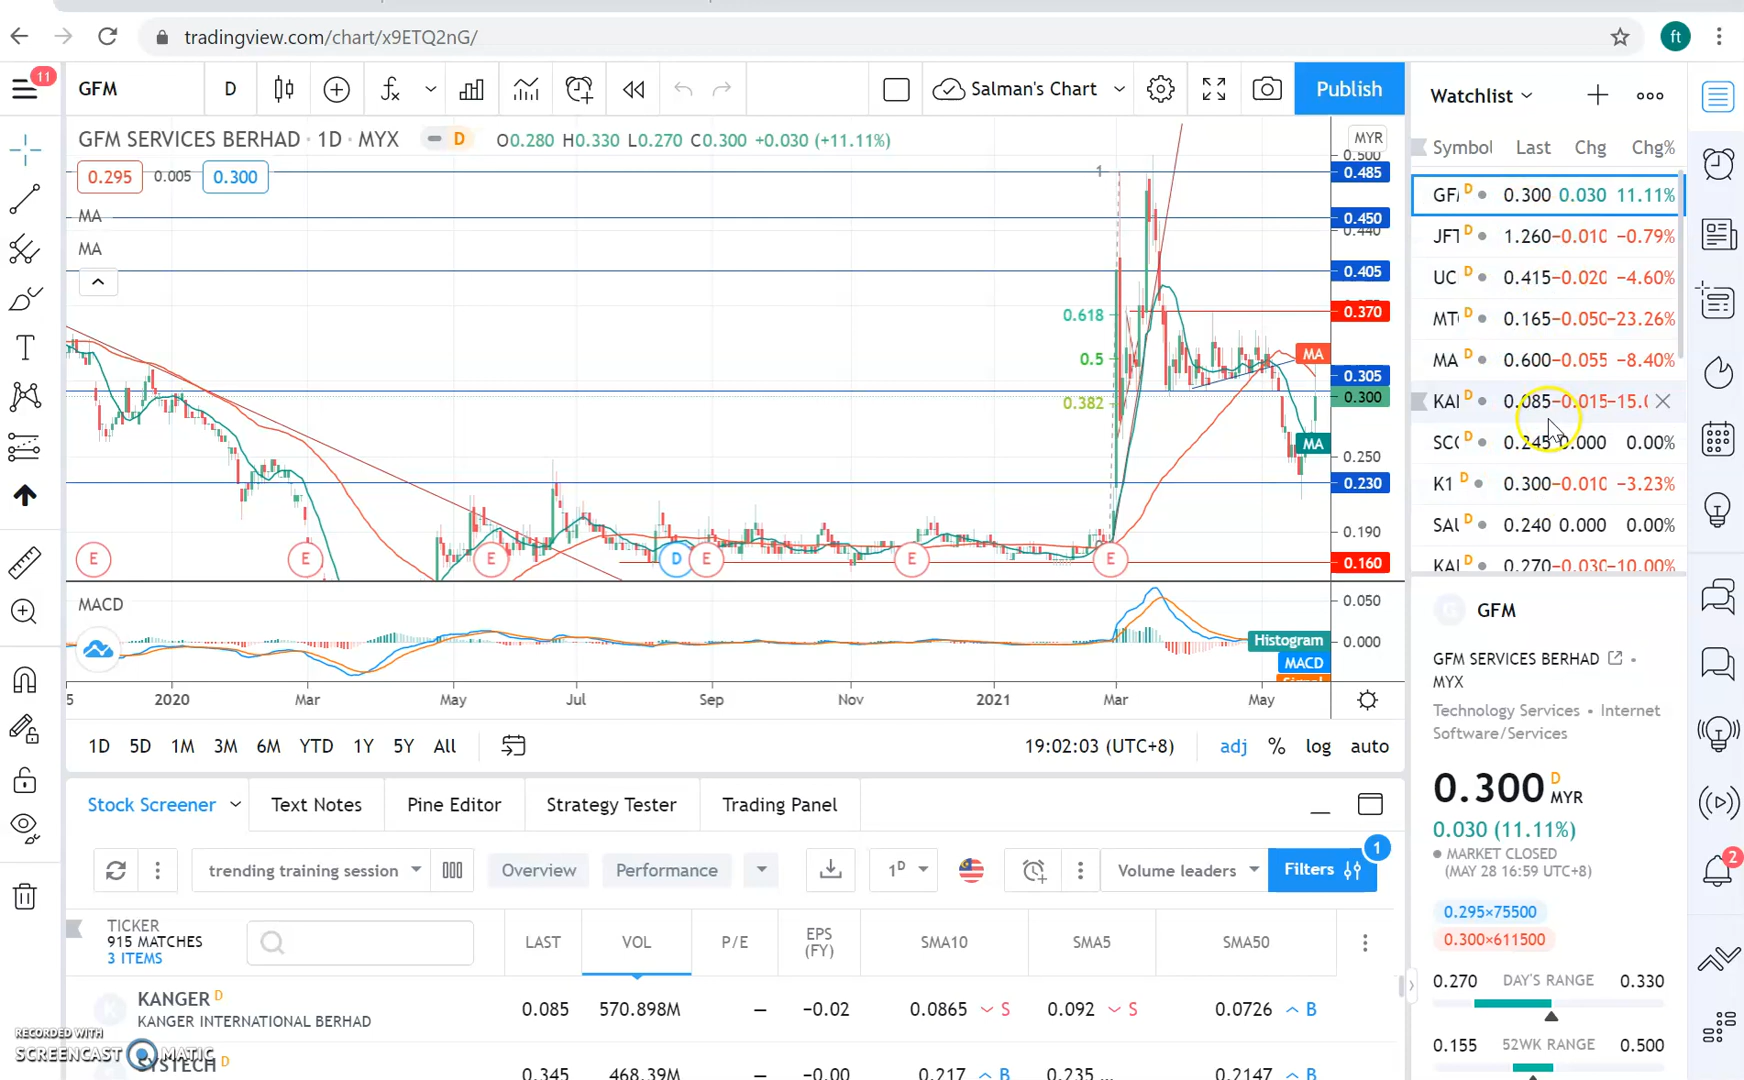 tradingview.com/chart/x9ETQ2nG/
ft
11
GFM
D
Salman's Chart
Publish
Watchlist
GFM SERVICES BERHAD · 1D · MYX
D
O0.280 H0.330 L0.270 C0.300 +0.030 (+11.11%)
MYR
0.295 0.005 0.300
MA
MA
0.500
0.485
0.450
0.440
0.405
0.370
0.305
0.300
0.250
0.230
0.190
0.160
1
0.618
0.5
0.382
MA
MA
E E E D E E E
MACD
0.050
0.000
Histogram
MACD
5 2020 Mar May Jul Sep Nov 2021 Mar May
1D 5D 1M 3M 6M YTD 1Y 5Y All
19:02:03 (UTC+8) adj % log auto
Symbol Last Chg Chg%
D 0.300 0.030 11.11%
JFT D 1.260 −0.010 −0.79%
UC D 0.415 −0.020 −4.60%
D 0.165 −0.050 −23.26%
MA D 0.600 −0.055 −8.40%
D 0.085 −0.015
D 0.245 0.000 0.00%
K1 D 0.300 −0.010 −3.23%
D 0.240 0.000 0.00%
D 0.270 −0.030 −10.00%
G GFM
GFM SERVICES BERHAD
MYX
Technology Services • Internet
Software/Services
0.300 D MYR
0.030 (11.11%)
MARKET CLOSED
(MAY 28 16:59 UTC+8)
0.295×75500
0.300×611500
0.270 DAY'S RANGE 0.330
0.155 52WK RANGE 0.500
2
Stock Screener Text Notes Pine Editor Strategy Tester Trading Panel
trending training session Overview Performance 1D Volume leaders Filters 1
TICKER
915 MATCHES
3 ITEMS
LAST VOL P/E EPS (FY) SMA10 SMA5 SMA50
K KANGER D
KANGER INTERNATIONAL BERHAD
0.085 570.898M — −0.02 0.0865 S 0.092 S 0.0726 B
SYSTECH D
0.345 468.39M — −0.00 0.217 B 0.235 ... 0.2147 B
RECORDED WITH
SCREENCAST MATIC